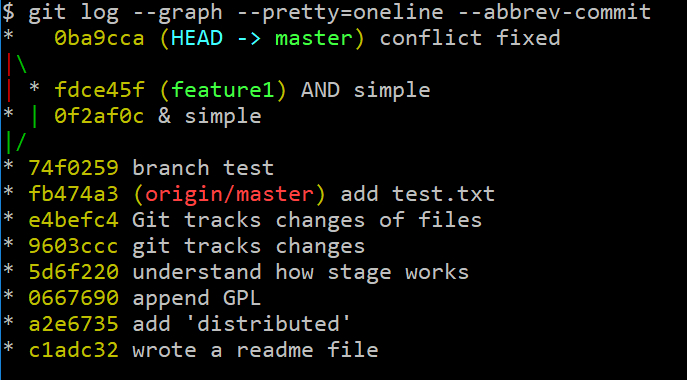 $ git log --graph --pretty=oneline --abbrev-commit
*   0ba9cca (HEAD -> master) conflict fixed
|\
| * fdce45f (feature1) AND simple
* | 0f2af0c & simple
|/
* 74f0259 branch test
* fb474a3 (origin/master) add test.txt
* e4befc4 Git tracks changes of files
* 9603ccc git tracks changes
* 5d6f220 understand how stage works
* 0667690 append GPL
* a2e6735 add 'distributed'
* c1adc32 wrote a readme file